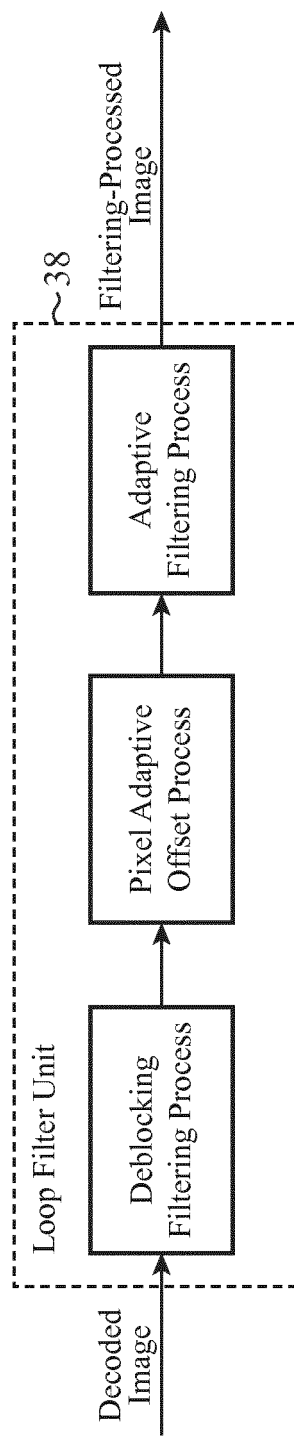 Loop Filter Unit
~38
Decoded
Image
Deblocking
Filtering Process
Pixel Adaptive
Offset Process
Adaptive
Filtering Process
Filtering-Processed
Image